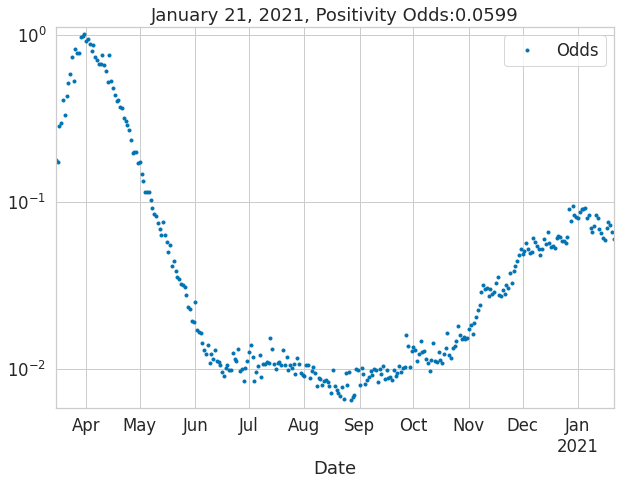 January 21, 2021, Positivity Odds:0.0599
Odds
10⁰
10⁻¹
10⁻²
Apr May Jun Jul Aug Sep Oct Nov Dec Jan
2021
Date